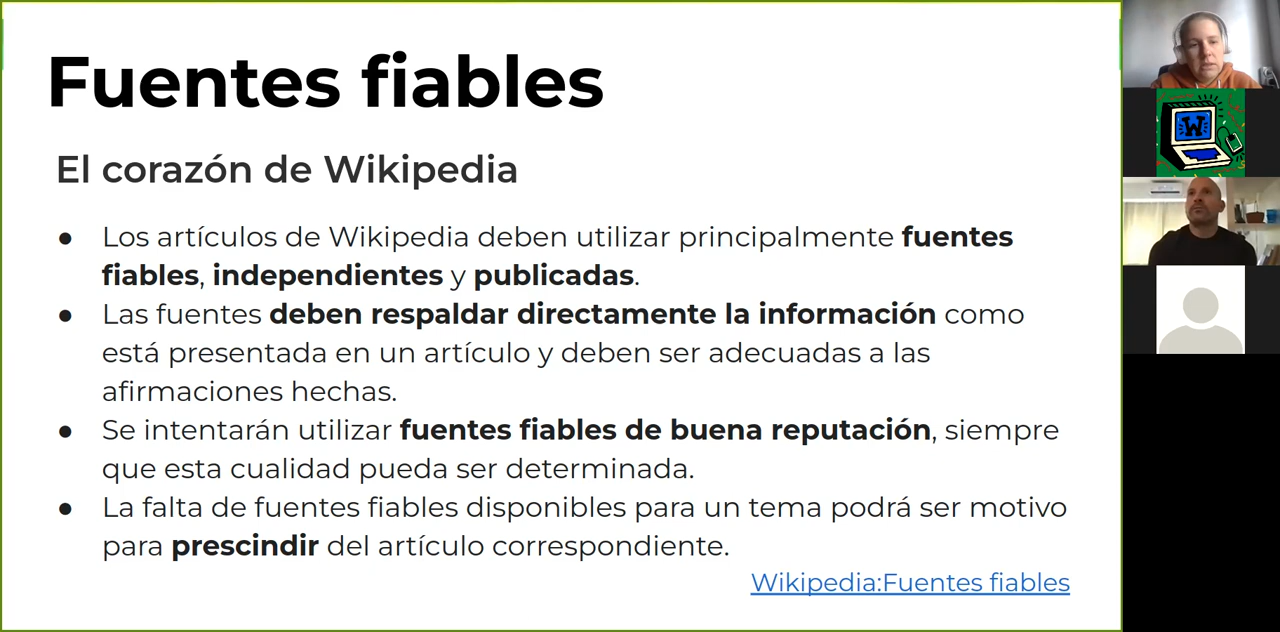 Fuentes fiables
El corazón de Wikipedia
● Los artículos de Wikipedia deben utilizar principalmente fuentes
fiables, independientes y publicadas.
● Las fuentes deben respaldar directamente la información como
está presentada en un artículo y deben ser adecuadas a las
afirmaciones hechas.
● Se intentarán utilizar fuentes fiables de buena reputación, siempre
que esta cualidad pueda ser determinada.
● La falta de fuentes fiables disponibles para un tema podrá ser motivo
para prescindir del artículo correspondiente.
Wikipedia:Fuentes fiables
W